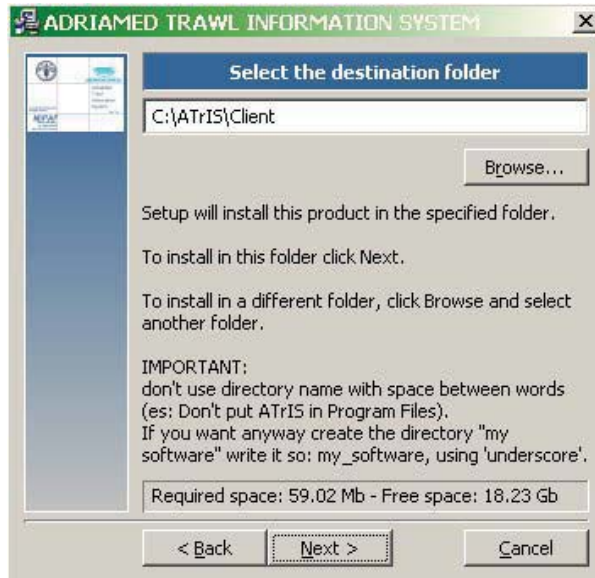 ADRIAMED TRAWL INFORMATION SYSTEM
Select the destination folder
C:\ATrIS\Client
Browse...
Setup will install this product in the specified folder.
To install in this folder click Next.
To install in a different folder, click Browse and select
another folder.
IMPORTANT:
don't use directory name with space between words
(es: Don't put ATrIS in Program Files).
If you want anyway create the directory "my
software" write it so: my_software, using 'underscore'.
Required space: 59.02 Mb - Free space: 18.23 Gb
< Back
Next >
Cancel